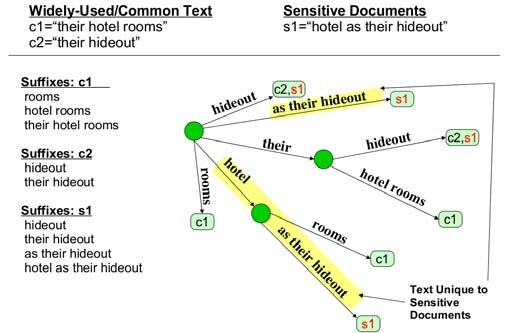 Widely-Used/Common Text
c1="their hotel rooms"
c2="their hideout"
Sensitive Documents
s1="hotel as their hideout"
Suffixes: c1
rooms
hotel rooms
their hotel rooms
Suffixes: c2
hideout
their hideout
Suffixes: s1
hideout
their hideout
as their hideout
hotel as their hideout
hideout
c2,s1
as their hideout
s1
their
hideout
c2,s1
hotel rooms
c1
hotel
rooms
c1
rooms
c1
as their hideout
s1
Text Unique to
Sensitive
Documents